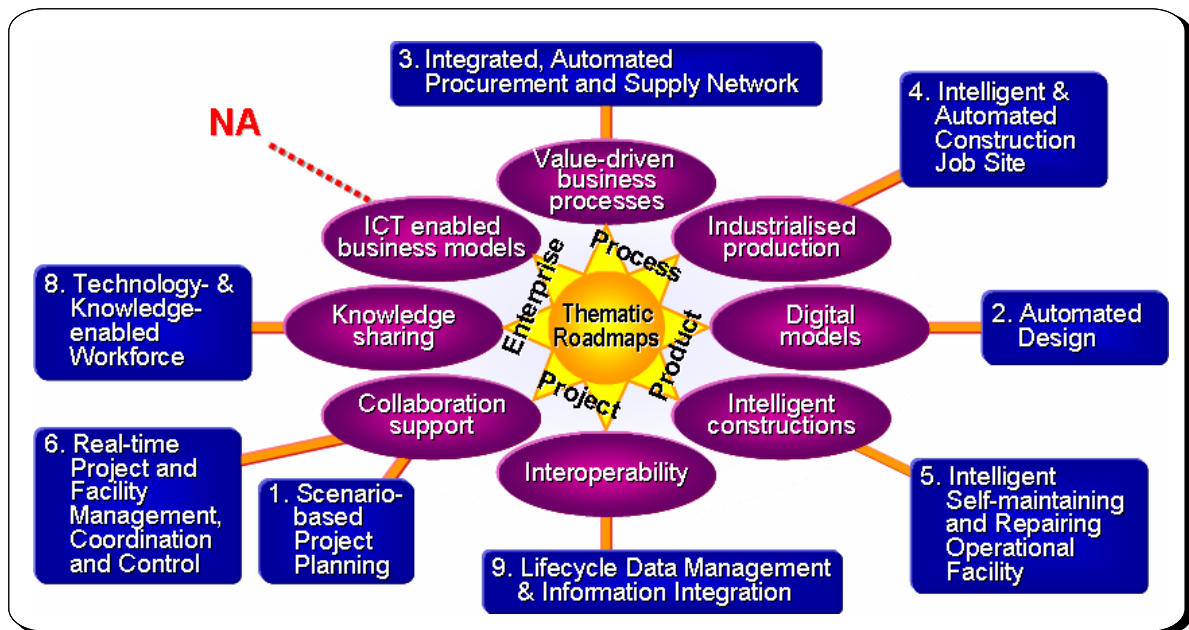 3. Integrated, Automated
Procurement and Supply Network
4. Intelligent &
Automated
Construction
Job Site
NA
Value-driven
business
processes
ICT enabled
business models
Industrialised
production
Process
Enterprise
8. Technology- &
Knowledge-
enabled
Workforce
Knowledge
sharing
Thematic
Roadmaps
Product
Digital
models
2. Automated
Design
Project
Collaboration
support
Intelligent
constructions
Interoperability
6. Real-time
Project and
Facility
Management,
Coordination
and Control
1. Scenario-
based
Project
Planning
5. Intelligent
Self-maintaining
and Repairing
Operational
Facility
9. Lifecycle Data Management
& Information Integration